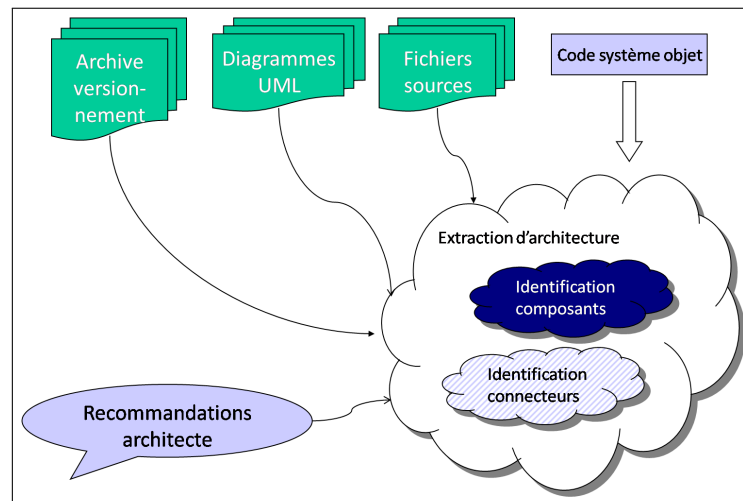 Archive
version-
nement
Diagrammes
UML
Fichiers
sources
Code système objet
Extraction d'architecture
Identification
composants
Identification
connecteurs
Recommandations
architecte